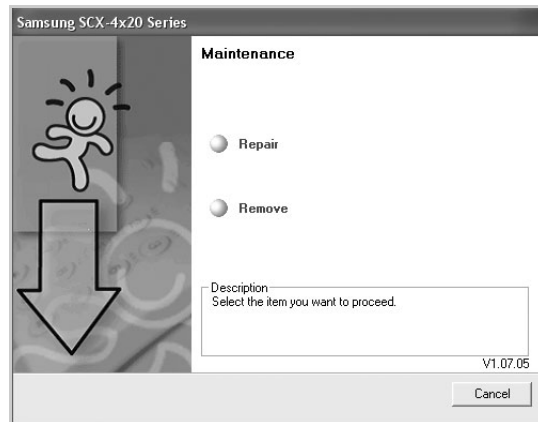 Samsung SCX-4x20 Series
Maintenance
Repair
Remove
Description
Select the item you want to proceed.
V1.07.05
Cancel